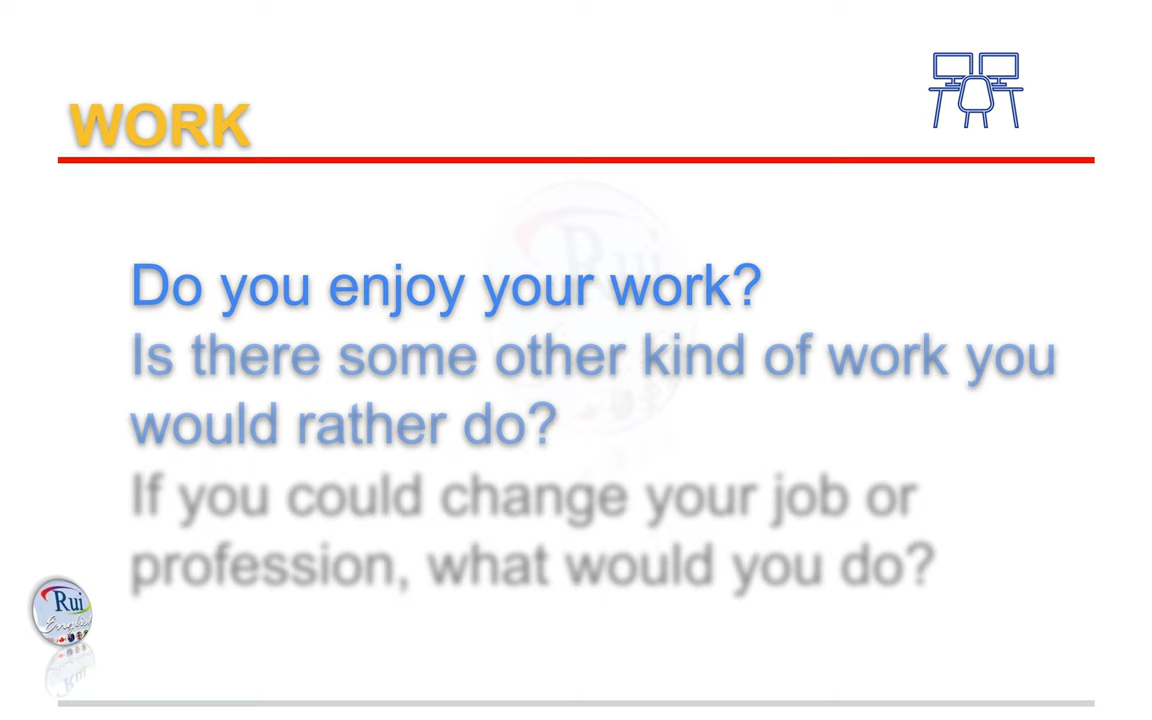 WORK
Do you enjoy your work?
Is there some other kind of work you
would rather do?
If you could change your job or
profession, what would you do?
Rui
English